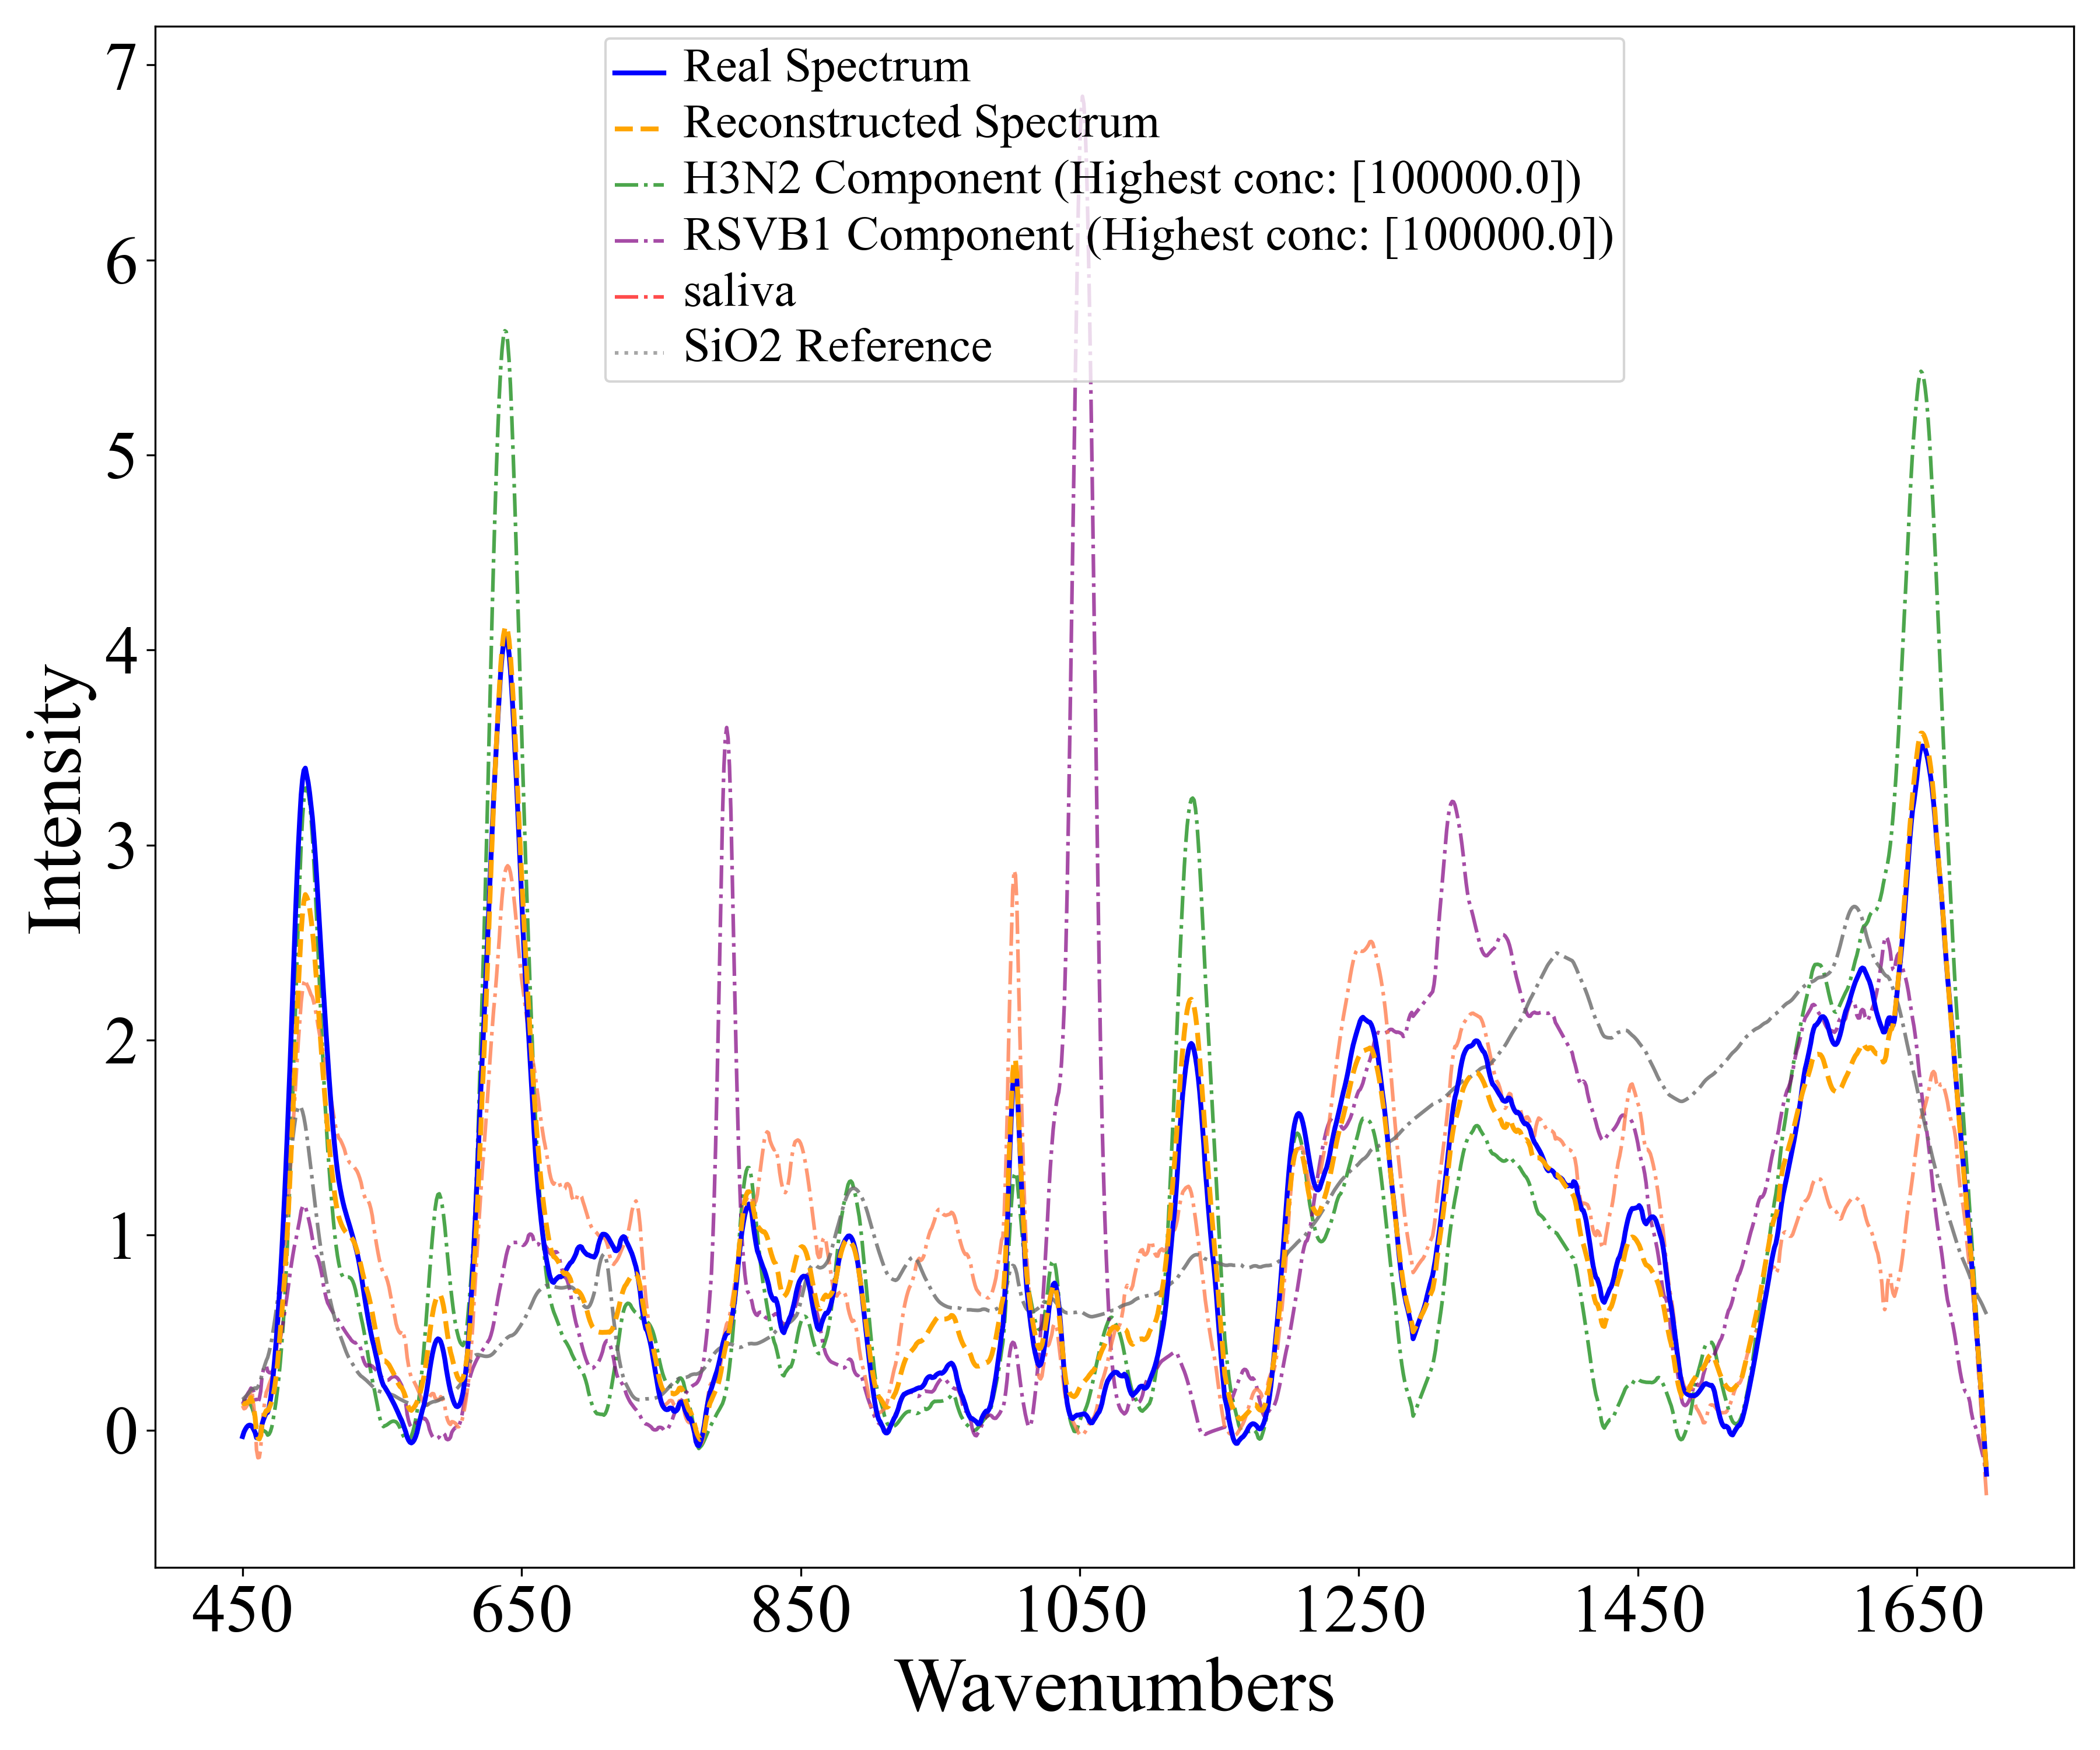 Real Spectrum
Reconstructed Spectrum
H3N2 Component (Highest conc: [100000.0])
RSVB1 Component (Highest conc: [100000.0])
saliva
SiO2 Reference
7
6
5
4
3
2
1
0
Intensity
450 650 850 1050 1250 1450 1650
Wavenumbers